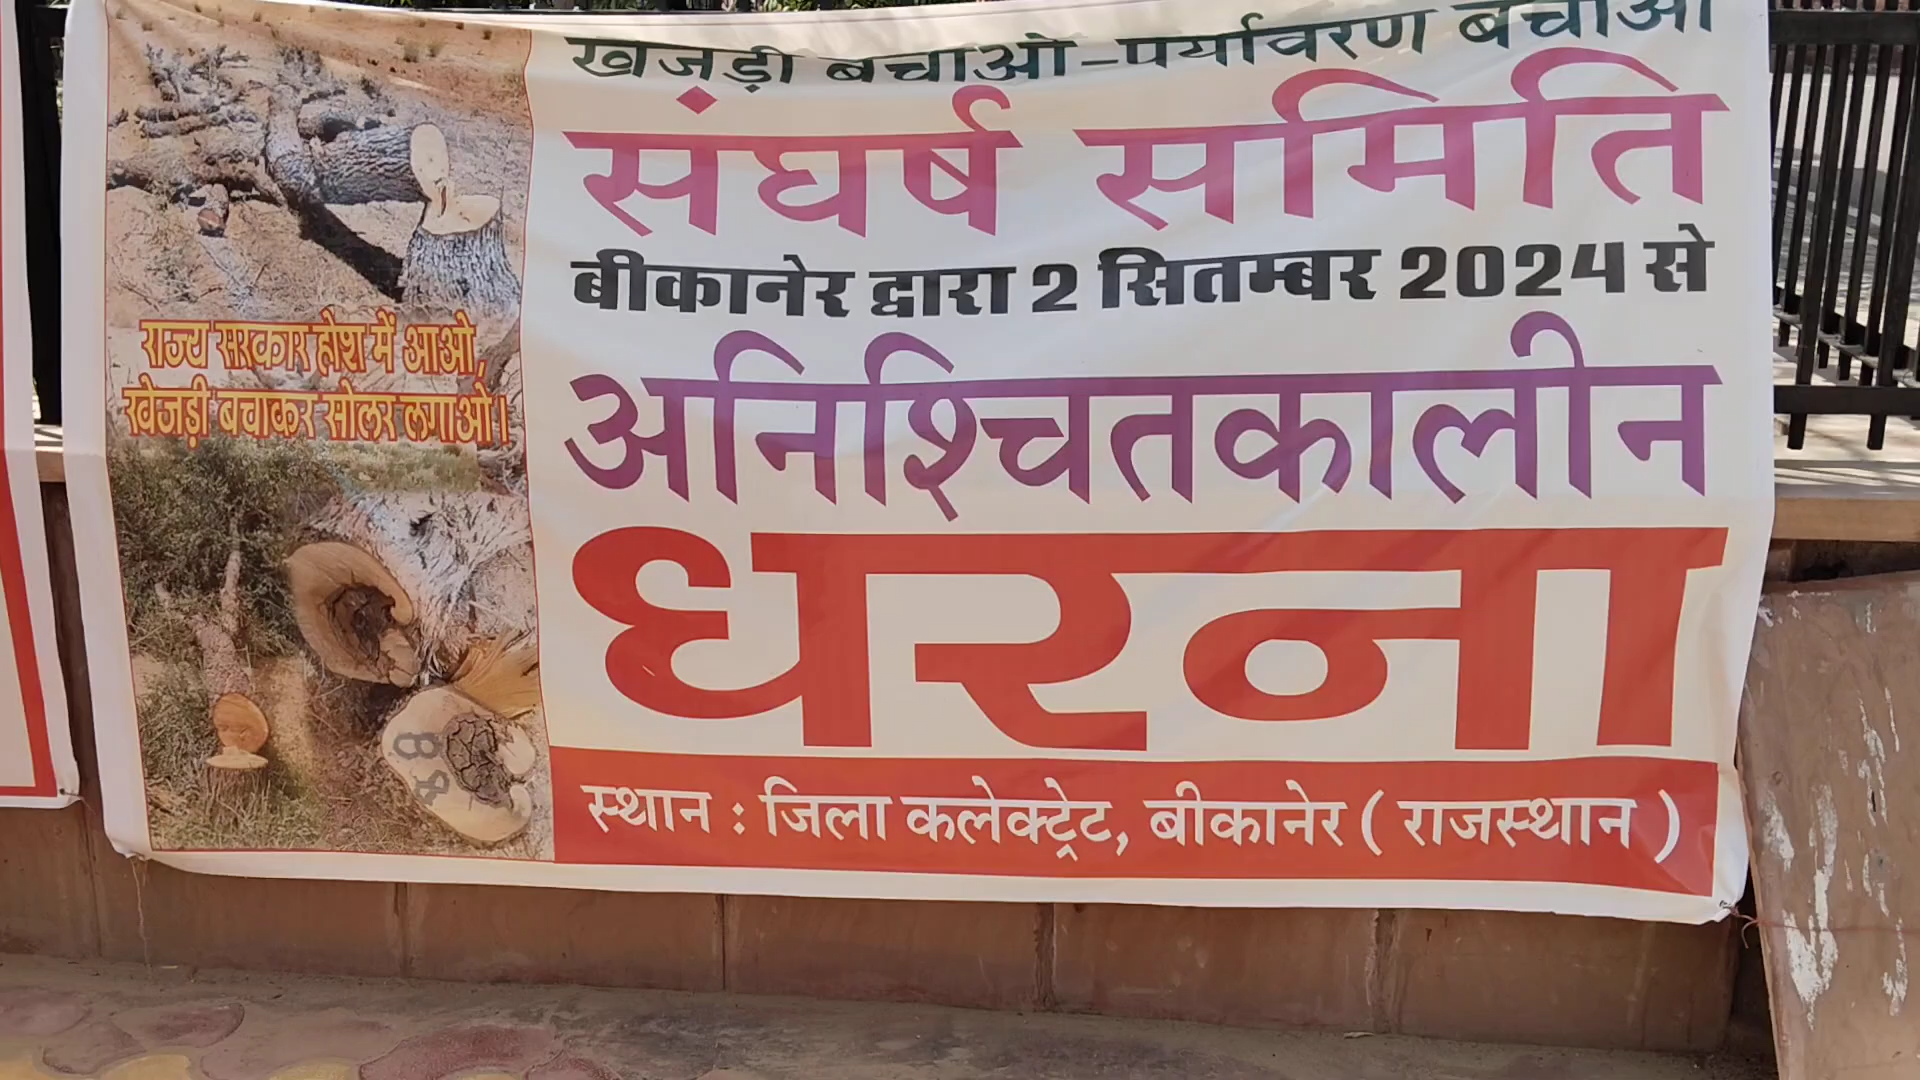 खेजड़ी बचाओ-पर्यावरण बचाओ
संघर्ष समिति
बीकानेर द्वारा 2 सितम्बर 2024 से
अनिश्चितकालीन
धरना
स्थान : जिला कलेक्ट्रेट, बीकानेर ( राजस्थान )
राज्य सरकार होश में आओ,
खेजड़ी बचाकर सोलर लगाओ।